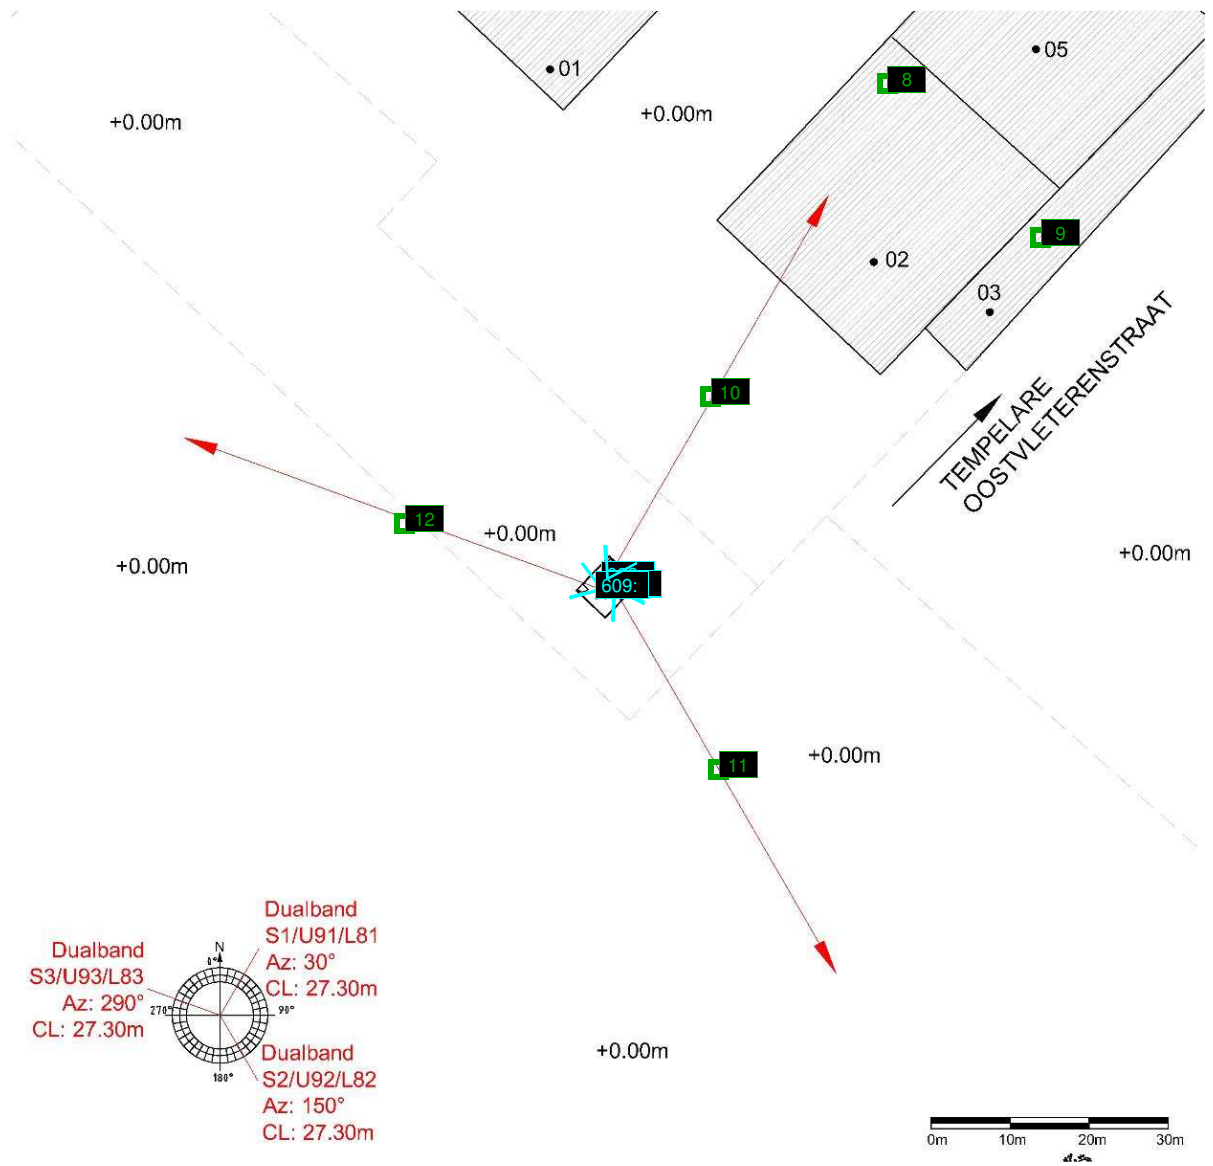 01
05
8
+0.00m
+0.00m
9
02
03
TEMPELARE
OOSTVLETERENSTRAAT
10
12
+0.00m
+0.00m
+0.00m
609:
+0.00m
11
Dualband
S1/U91/L81
Az: 30°
CL: 27.30m
Dualband
S3/U93/L83
Az: 290°
CL: 27.30m
N
0°
270°
90°
180°
Dualband
S2/U92/L82
Az: 150°
CL: 27.30m
+0.00m
0m 10m 20m 30m